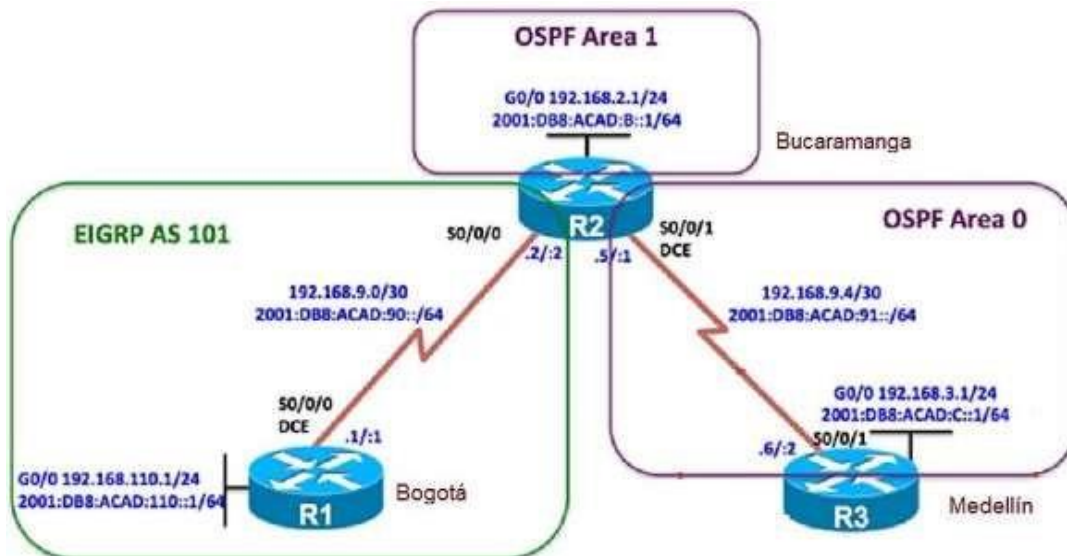 OSPF Area 1
G0/0 192.168.2.1/24
2001:DB8:ACAD:B::1/64
Bucaramanga
EIGRP AS 101
S0/0/0
R2
S0/0/1
DCE
OSPF Area 0
.2/:2
.5/:1
192.168.9.0/30
2001:DB8:ACAD:90::/64
192.168.9.4/30
2001:DB8:ACAD:91::/64
S0/0/0
DCE
.1/:1
G0/0 192.168.3.1/24
2001:DB8:ACAD:C::1/64
.6/:2
S0/0/1
G0/0 192.168.110.1/24
2001:DB8:ACAD:110::1/64
R1
Bogotá
R3
Medellín